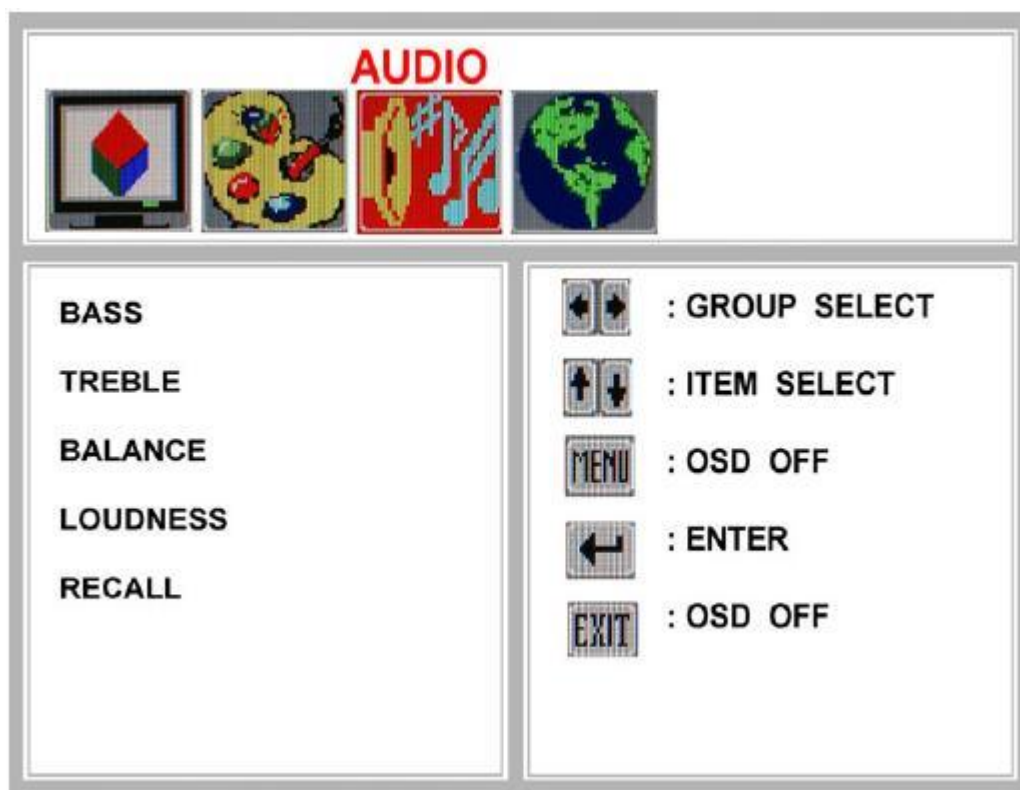 AUDIO
BASS
TREBLE
BALANCE
LOUDNESS
RECALL
: GROUP SELECT
: ITEM SELECT
MENU : OSD OFF
: ENTER
EXIT : OSD OFF